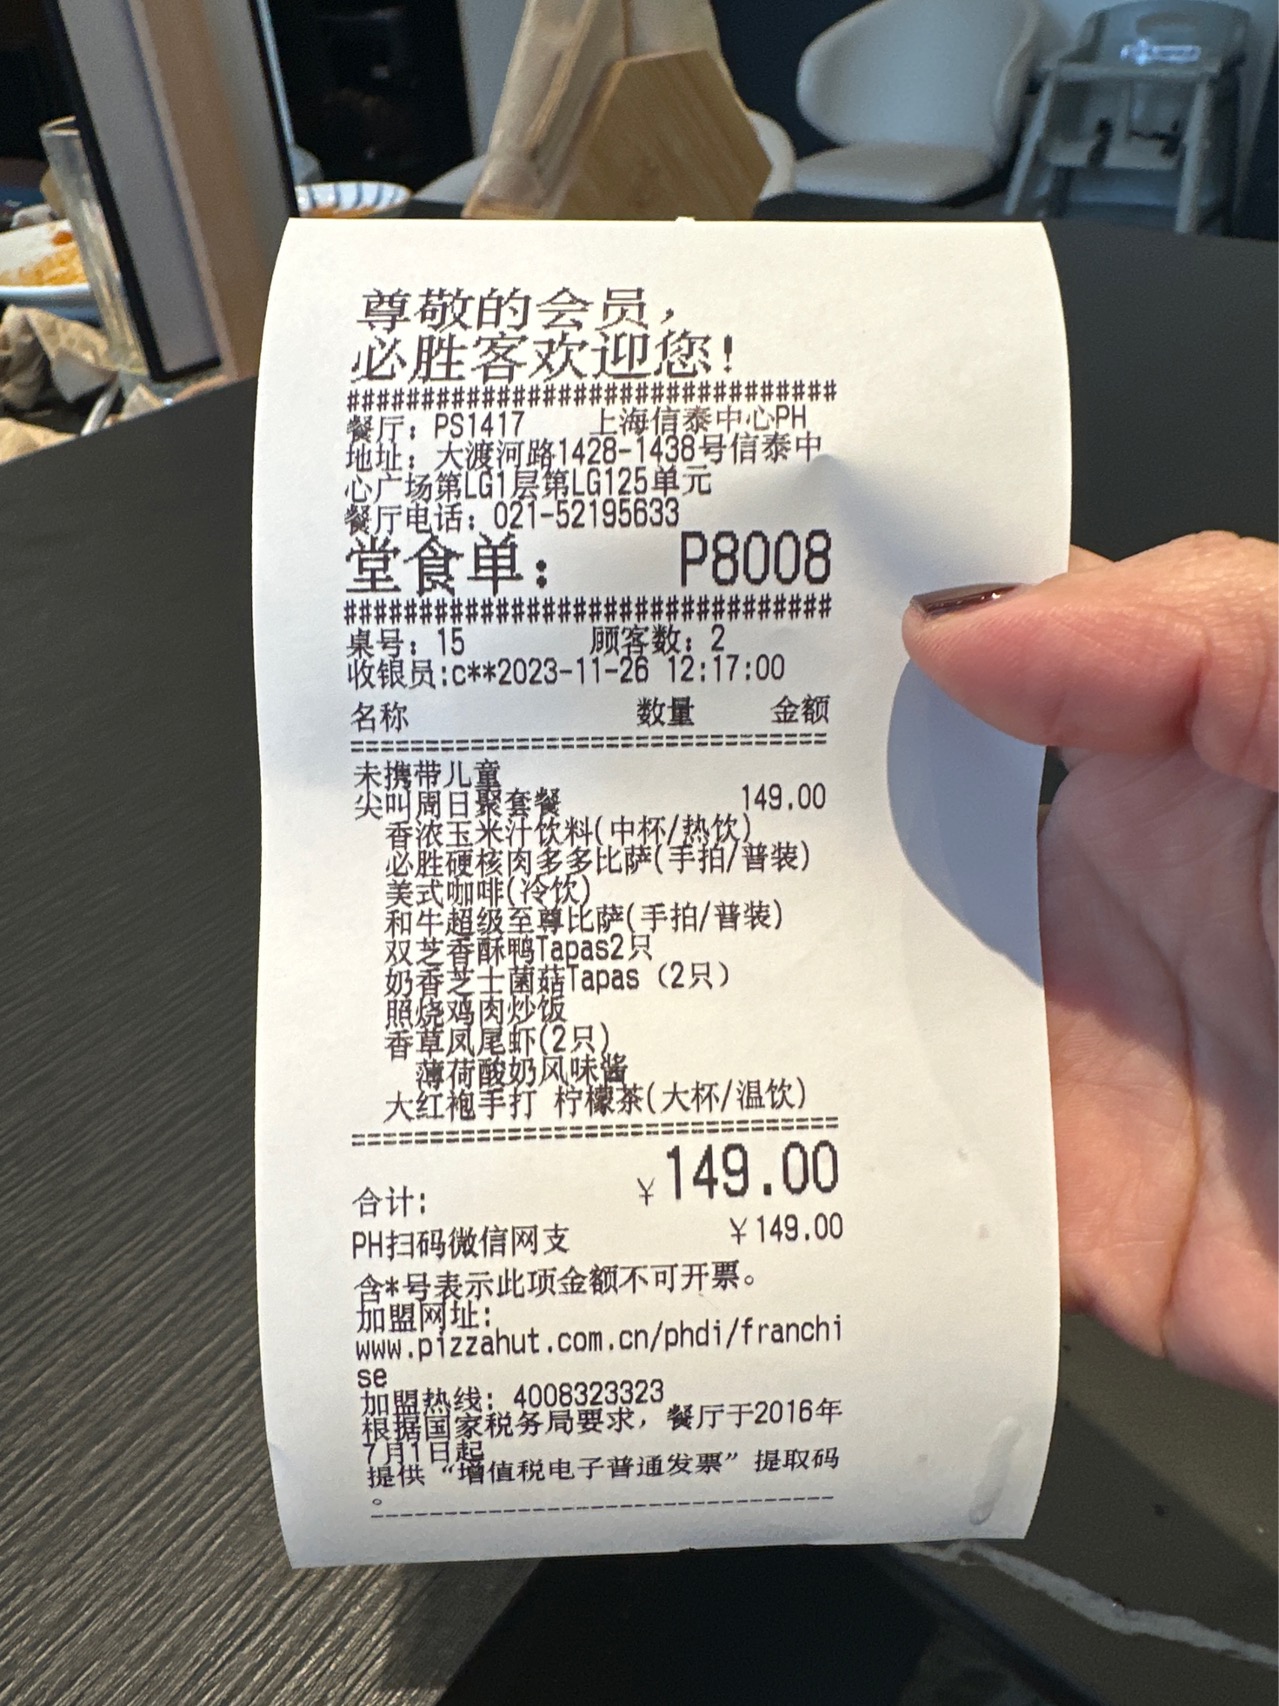 尊敬的会员，
必胜客欢迎您!
################################
餐厅: PS1417 上海信泰中心PH
地址: 大渡河路1428-1438号信泰中
心广场第LG1层第LG125单元
餐厅电话: 021-52195633
堂食单: P8008
################################
桌号: 15 顾客数: 2
收银员:c**2023-11-26 12:17:00
名称 数量 金额
================================
未携带儿童
尖叫周日聚套餐 149.00
香浓玉米汁饮料(中杯/热饮)
必胜硬核肉多多比萨(手拍/普装)
美式咖啡(冷饮)
和牛超级至尊比萨(手拍/普装)
双芝香酥鸭Tapas2只
奶香芝士菌菇Tapas（2只）
照烧鸡肉炒饭
香草凤尾虾(2只)
薄荷酸奶风味酱
大红袍手打 柠檬茶(大杯/温饮)
================================
合计: ￥149.00
PH扫码微信网支 ￥149.00
含*号表示此项金额不可开票。
加盟网址:
www.pizzahut.com.cn/phdi/franchi
se
加盟热线: 4008323323
根据国家税务局要求，餐厅于2016年
7月1日起
提供“增值税电子普通发票”提取码
。
--------------------------------